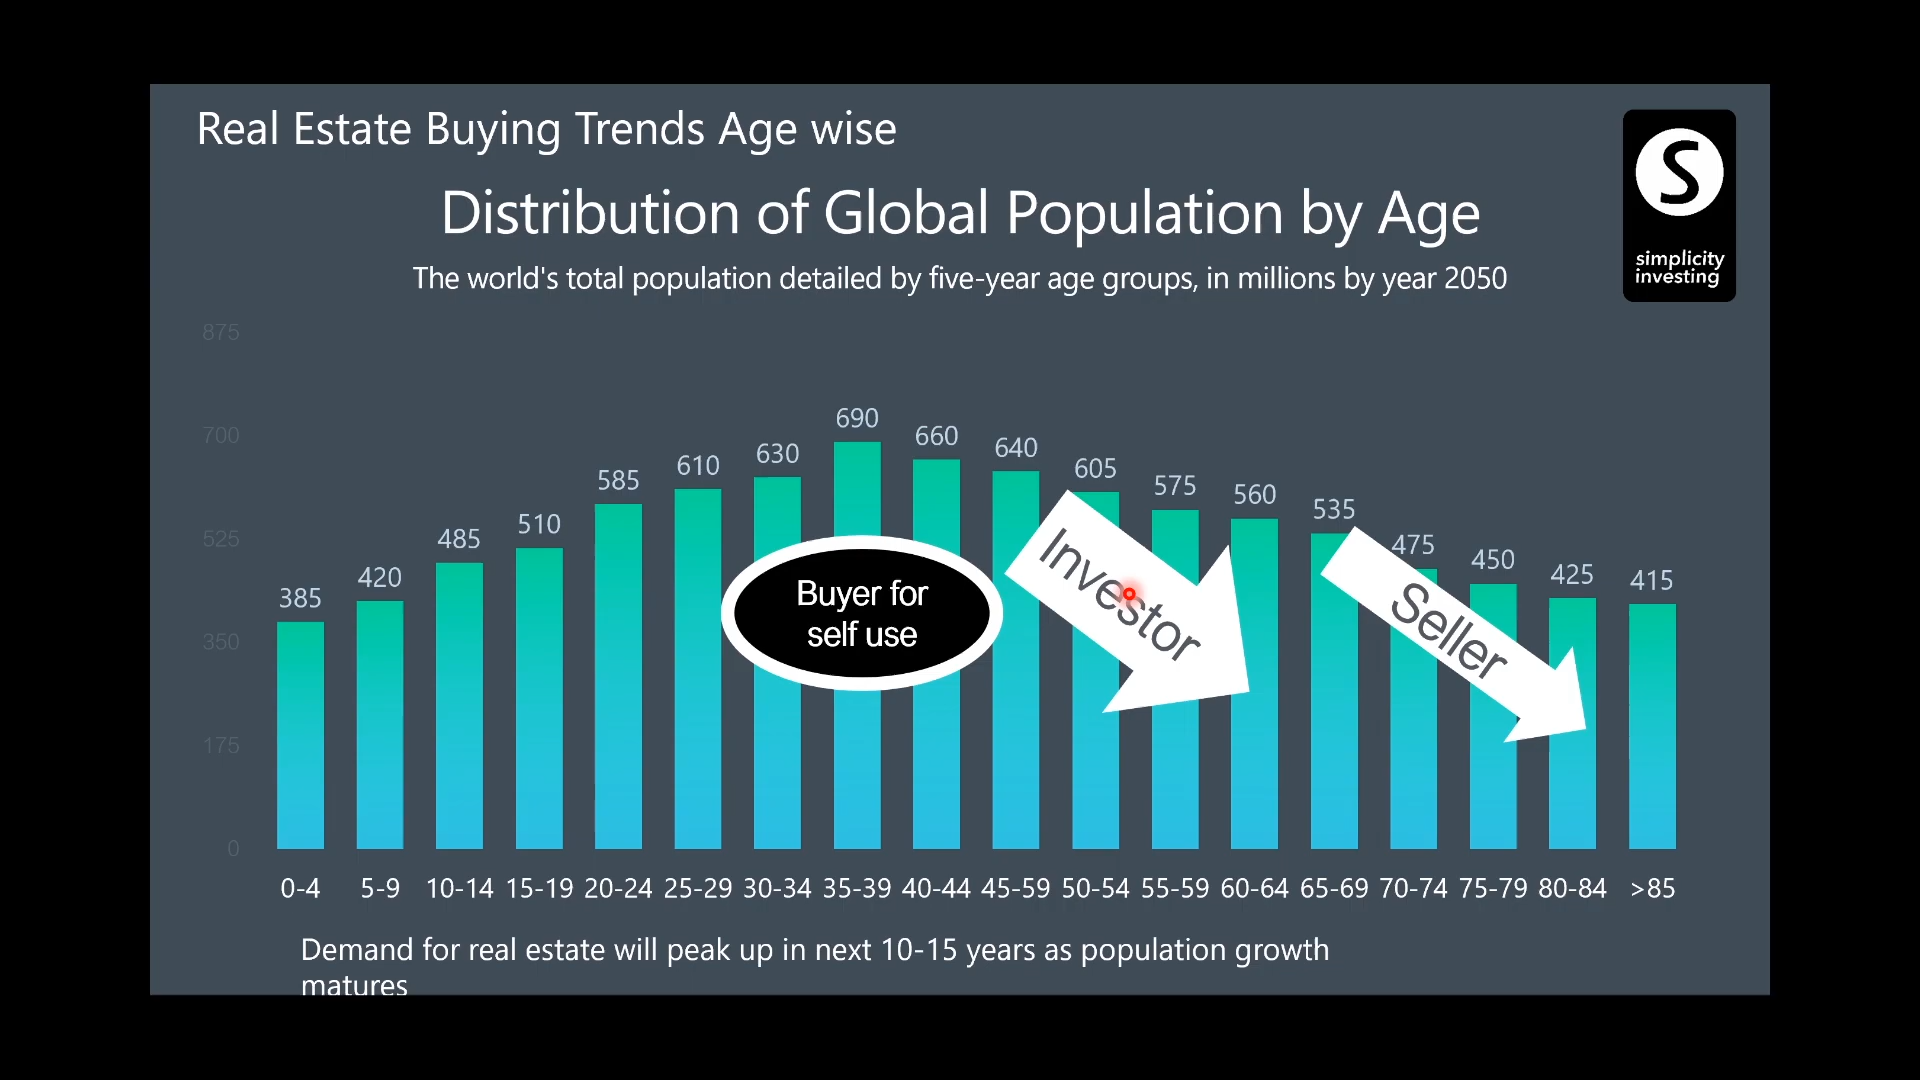 Real Estate Buying Trends Age wise
Distribution of Global Population by Age
The world's total population detailed by five-year age groups, in millions by year 2050
S
simplicity
investing
875
700
525
350
175
0
385
420
485
510
585
610
630
690
660
640
605
575
560
535
475
450
425
415
Buyer for
self use
Investor
Seller
0-4 5-9 10-14 15-19 20-24 25-29 30-34 35-39 40-44 45-59 50-54 55-59 60-64 65-69 70-74 75-79 80-84 >85
Demand for real estate will peak up in next 10-15 years as population growth
matures